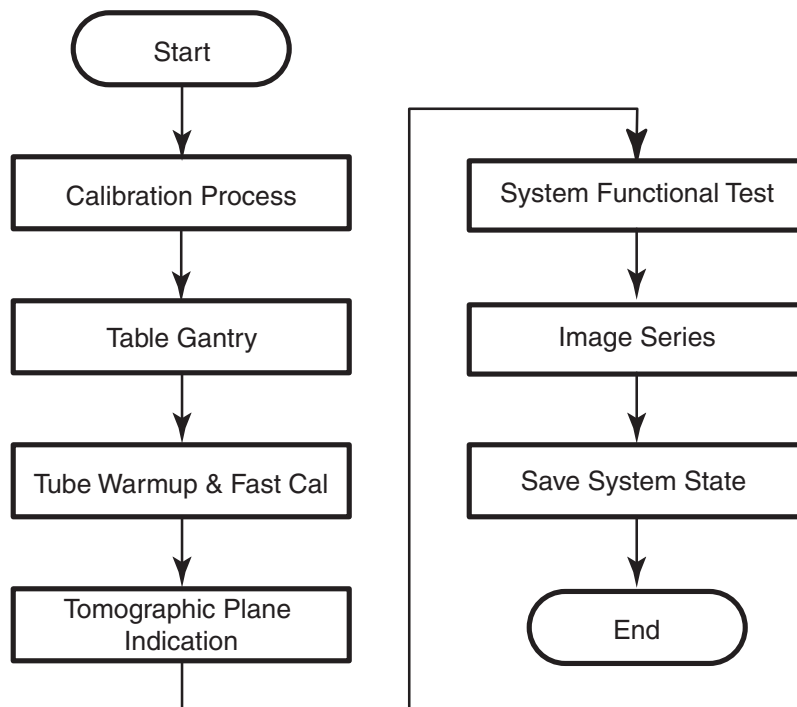 Start
Calibration Process
Table Gantry
Tube Warmup & Fast Cal
Tomographic Plane
Indication
System Functional Test
Image Series
Save System State
End